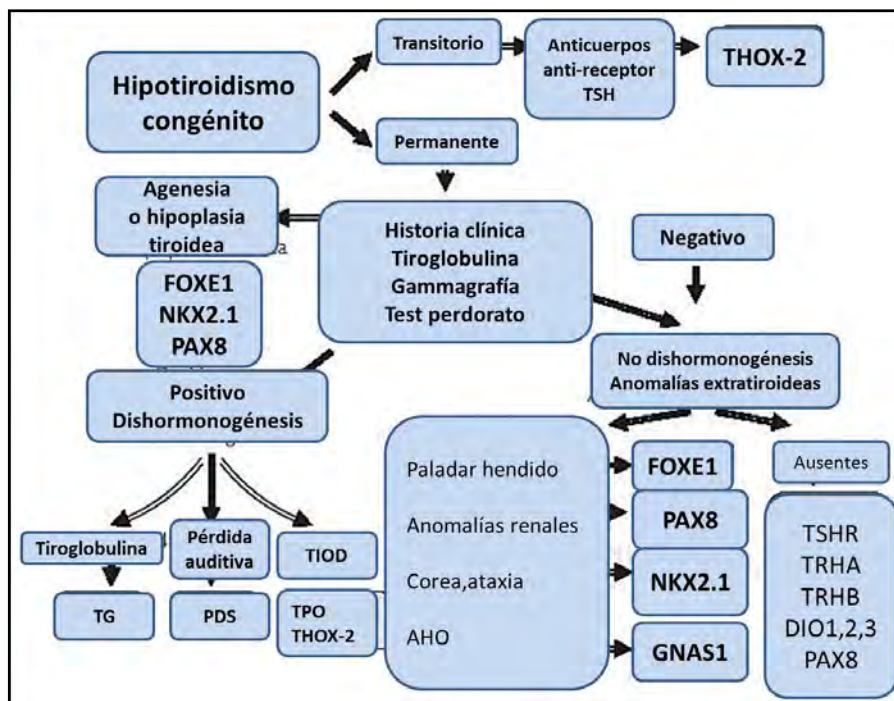 Hipotiroidismo
congénito
Transitorio
Anticuerpos
anti-receptor
TSH
THOX-2
Permanente
Agenesia
o hipoplasia
tiroidea
FOXE1
NKX2.1
PAX8
Historia clínica
Tiroglobulina
Gammagrafía
Test perdorato
Negativo
Positivo
Dishormonogénesis
No dishormonogénesis
Anomalías extratiroideas
Tiroglobulina
Pérdida
auditiva
TIOD
TG
PDS
TPO
THOX-2
Paladar hendido
Anomalías renales
Corea,ataxia
AHO
FOXE1
PAX8
NKX2.1
GNAS1
Ausentes
TSHR
TRHA
TRHB
DIO1,2,3
PAX8